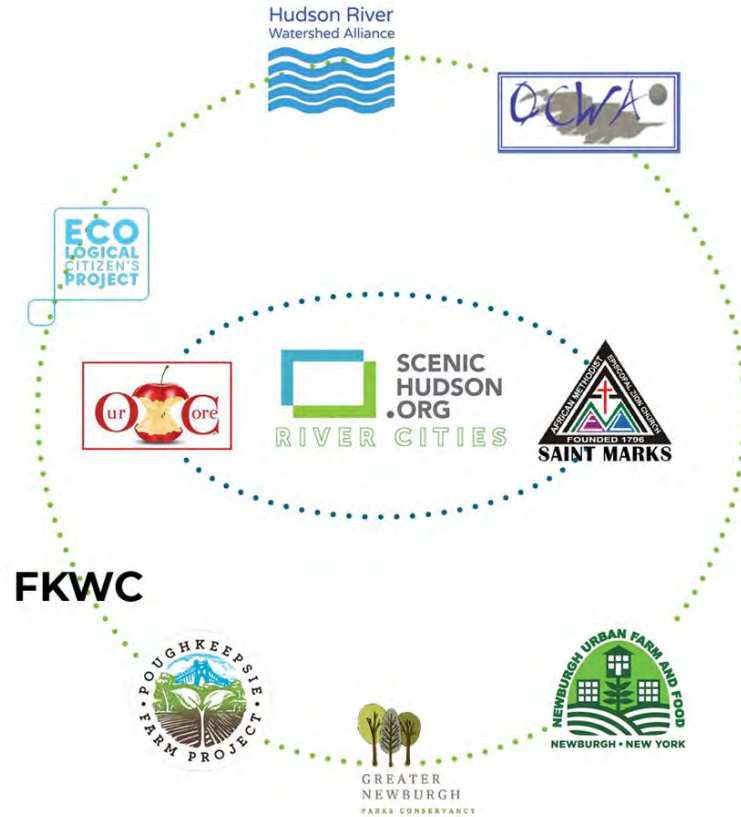 Hudson River
Watershed Alliance
OCWA
ECO
LOGICAL
CITIZEN'S
PROJECT
Our Core
SCENIC
HUDSON
.ORG
RIVER CITIES
AFRICAN METHODIST
EPISCOPAL ZION CHURCH
FOUNDED 1796
SAINT MARKS
FKWC
POUGHKEEPSIE
FARM PROJECT
NEWBURGH URBAN FARM AND FOOD
NEWBURGH • NEW YORK
GREATER
NEWBURGH
PARKS CONSERVANCY